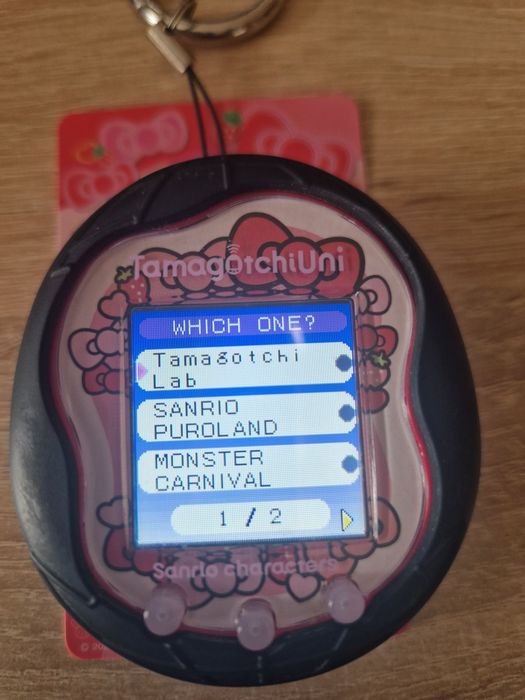 TamagotchiUni
WHICH ONE?
Tamagotchi
Lab
SANRIO
PUROLAND
MONSTER
CARNIVAL
1 / 2
Sanrio characters